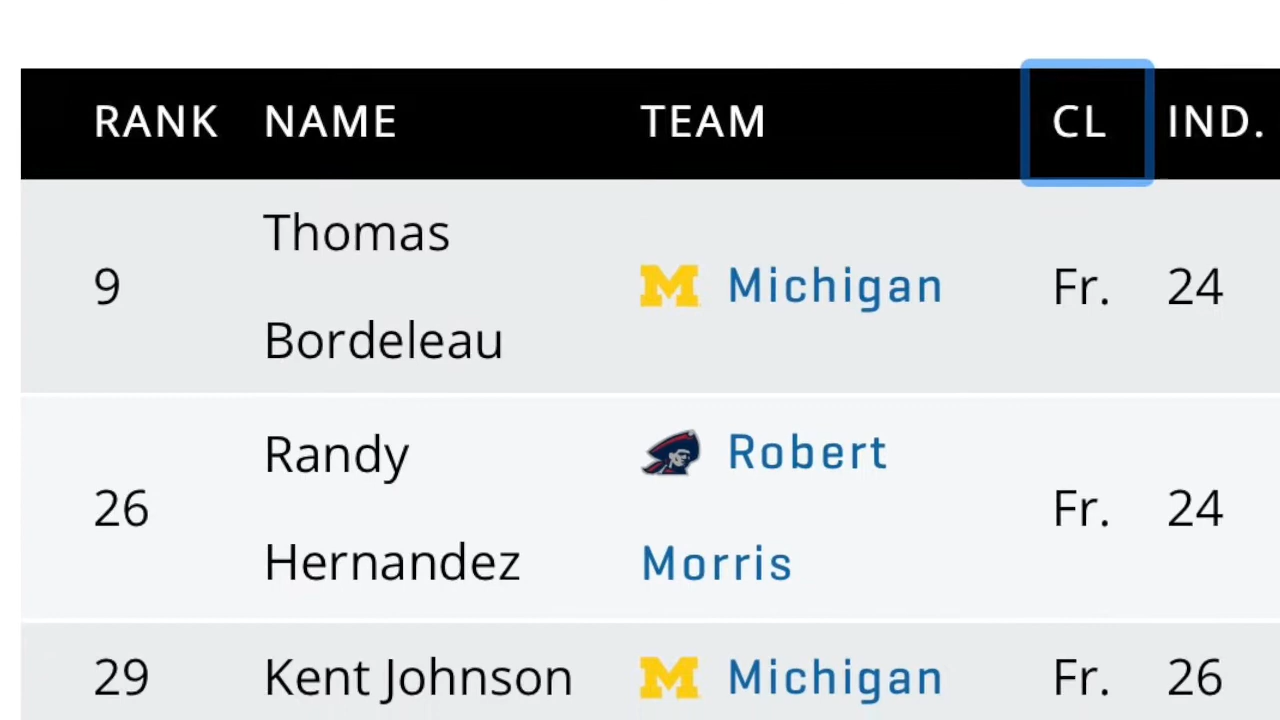 RANK NAME TEAM CL IND.
9 Thomas Bordeleau M Michigan Fr. 24
26 Randy Hernandez Robert Morris Fr. 24
29 Kent Johnson M Michigan Fr. 26